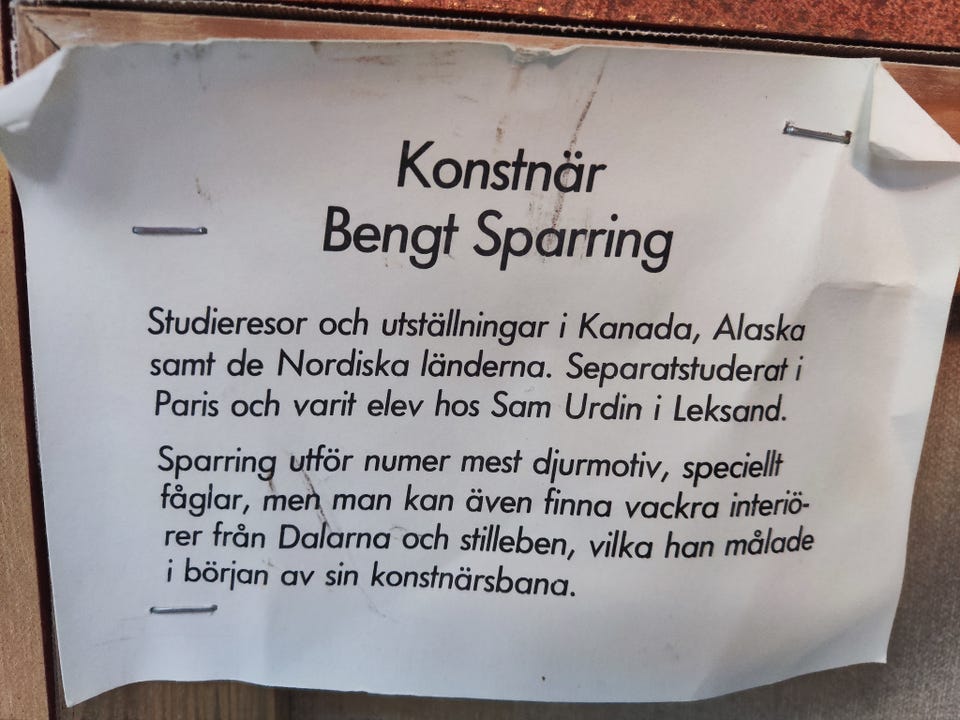 Konstnär
Bengt Sparring
Studieresor och utställningar i Kanada, Alaska
samt de Nordiska länderna. Separatstuderat i
Paris och varit elev hos Sam Urdin i Leksand.
Sparring utför numer mest djurmotiv, speciellt
fåglar, men man kan även finna vackra interiö-
rer från Dalarna och stilleben, vilka han målade
i början av sin konstnärsbana.